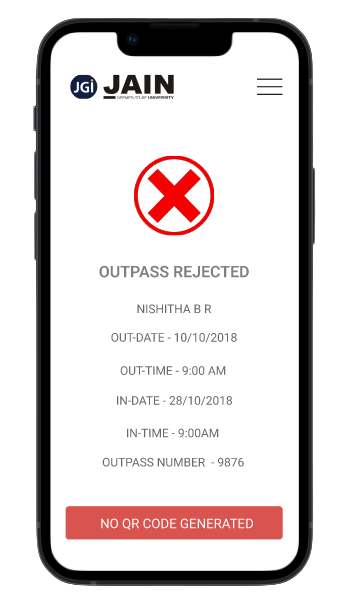 JGi JAIN
DEEMED-TO-BE UNIVERSITY
OUTPASS REJECTED
NISHITHA B R
OUT-DATE - 10/10/2018
OUT-TIME - 9:00 AM
IN-DATE - 28/10/2018
IN-TIME - 9:00AM
OUTPASS NUMBER - 9876
NO QR CODE GENERATED